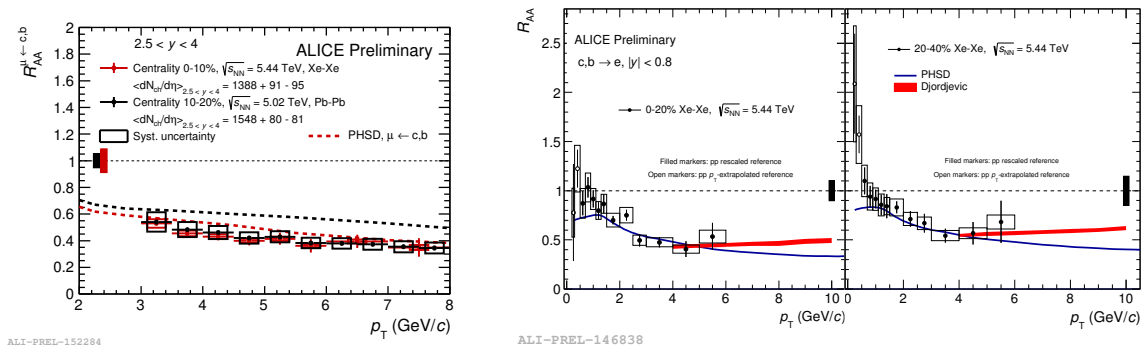 2.5 < y < 4
ALICE Preliminary
Centrality 0-10%, √s_NN = 5.44 TeV, Xe-Xe
<dN_ch/dη>_2.5 < y < 4 = 1388 + 91 - 95
Centrality 10-20%, √s_NN = 5.02 TeV, Pb-Pb
<dN_ch/dη>_2.5 < y < 4 = 1548 + 80 - 81
Syst. uncertainty
PHSD, μ ← c,b
R_AA^μ ← c,b
2
1.8
1.6
1.4
1.2
1
0.8
0.6
0.4
0.2
0
2 3 4 5 6 7 8
p_T (GeV/c)
ALI-PREL-152284
R_AA
ALICE Preliminary
c,b → e, |y| < 0.8
0-20% Xe-Xe, √s_NN = 5.44 TeV
Filled markers: pp rescaled reference
Open markers: pp p_T-extrapolated reference
2.5
2
1.5
1
0.5
0
0 2 4 6 8 10
p_T (GeV/c)
20-40% Xe-Xe, √s_NN = 5.44 TeV
PHSD
Djordjevic
Filled markers: pp rescaled reference
Open markers: pp p_T-extrapolated reference
0 2 4 6 8 10
p_T (GeV/c)
ALI-PREL-146838